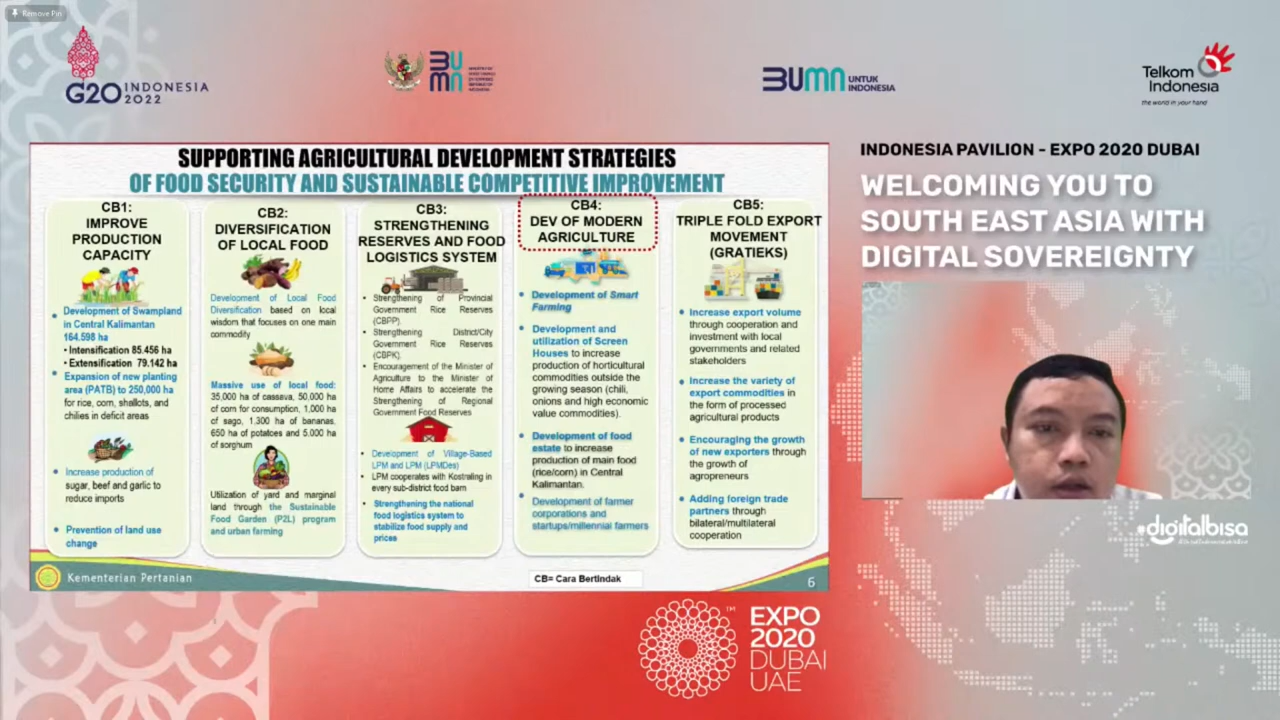 Remove Pin
G20 INDONESIA
2022
BUMN
BUMN UNTUK
INDONESIA
Telkom
Indonesia
the world in your hand
INDONESIA PAVILION - EXPO 2020 DUBAI
WELCOMING YOU TO
SOUTH EAST ASIA WITH
DIGITAL SOVEREIGNTY
SUPPORTING AGRICULTURAL DEVELOPMENT STRATEGIES
OF FOOD SECURITY AND SUSTAINABLE COMPETITIVE IMPROVEMENT
CB1:
IMPROVE
PRODUCTION
CAPACITY
• Development of Swampland
in Central Kalimantan
164.598 ha
• Intensification 85.456 ha
• Extensification 79.142 ha
• Expansion of new planting
area (PATB) to 250,000 ha
for rice, corn, shallots, and
chilies in deficit areas
• Increase production of
sugar, beef and garlic to
reduce imports
• Prevention of land use
change
CB2:
DIVERSIFICATION
OF LOCAL FOOD
Development of Local Food
Diversification based on local
wisdom that focuses on one main
commodity
Massive use of local food:
35,000 ha of cassava, 50,000
ha of corn for consumption, 1,000 ha
of sago, 1,300 ha of bananas,
650 ha of potatoes and 5,000 ha
of sorghum
Utilization of yard and marginal
land through the Sustainable
Food Garden (P2L) program
and urban farming
CB3:
STRENGTHENING
RESERVES AND FOOD
LOGISTICS SYSTEM
• Strengthening of Provincial
Government Rice Reserves
(CBPP).
• Strengthening District/City
Government Rice Reserves
(CBPK).
• Encouragement of the Minister of
Agriculture to the Minister of
Home Affairs to accelerate the
Strengthening of Regional
Government Food Reserves
• Development of Village-Based
LPM and LPM (LPMDes)
• LPM cooperates with Kostraling in
every sub-district food barn
• Strengthening the national
food logistics system to
stabilize food supply and
prices
CB4:
DEV OF MODERN
AGRICULTURE
• Development of Smart
Farming
• Development and
utilization of Screen
Houses to increase
production of horticultural
commodities outside the
growing season (chili,
onions and high economic
value commodities).
• Development of food
estate to increase
production of main food
(rice/corn) in Central
Kalimantan.
• Development of farmer
corporations and
startups/millennial farmers
CB5:
TRIPLE FOLD EXPORT
MOVEMENT
(GRATIEKS)
• Increase export volume
through cooperation and
investment with local
governments and related
stakeholders
• Increase the variety of
export commodities in
the form of processed
agricultural products
• Encouraging the growth
of new exporters through
the growth of
agropreneurs
• Adding foreign trade
partners through
bilateral/multilateral
cooperation
Kementerian Pertanian
CB= Cara Bertindak
6
#digitalbisa
EXPO
2020
DUBAI
UAE
TM